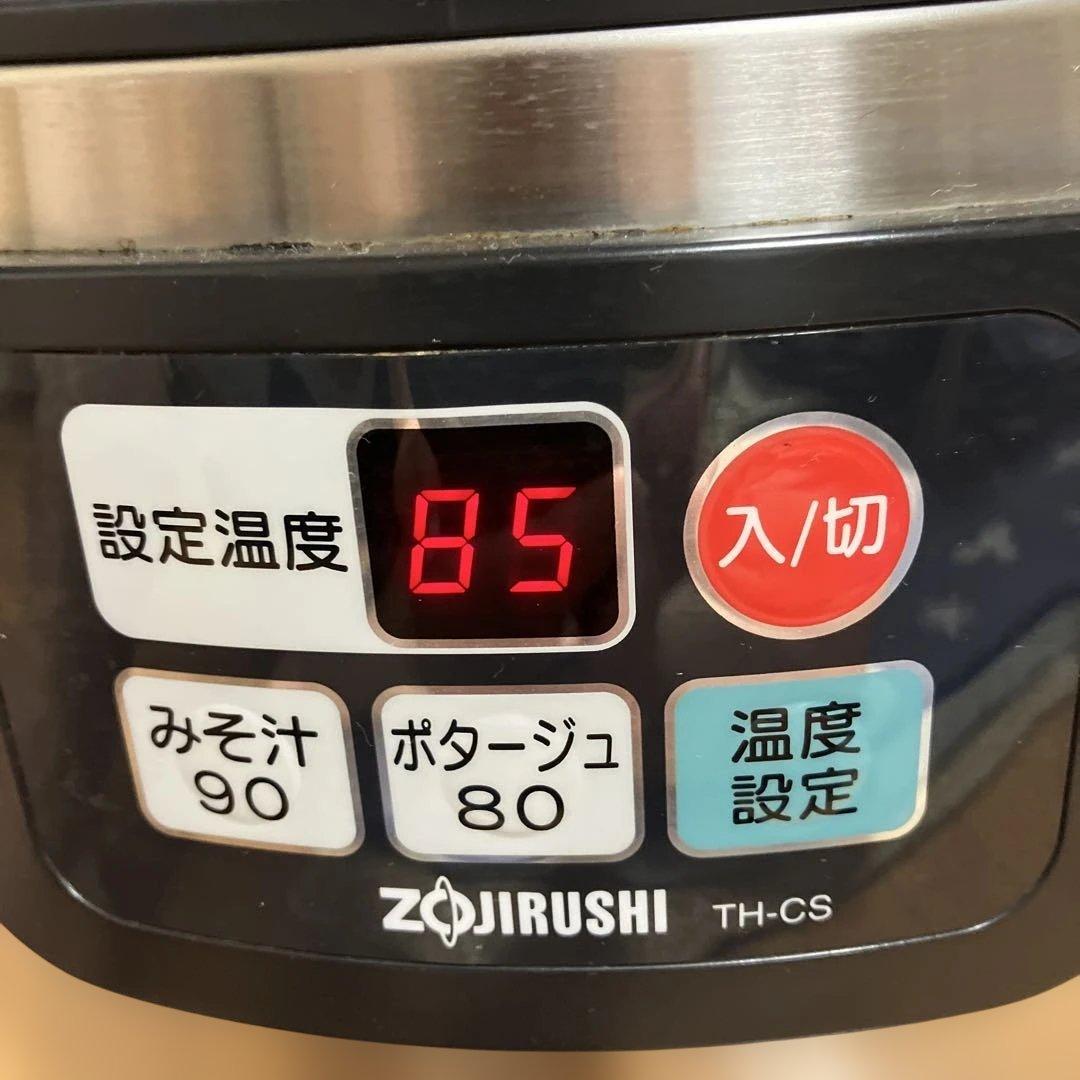 設定温度 85
入/切
みそ汁
90
ポタージュ
80
温度
設定
ZOJIRUSHI TH-CS